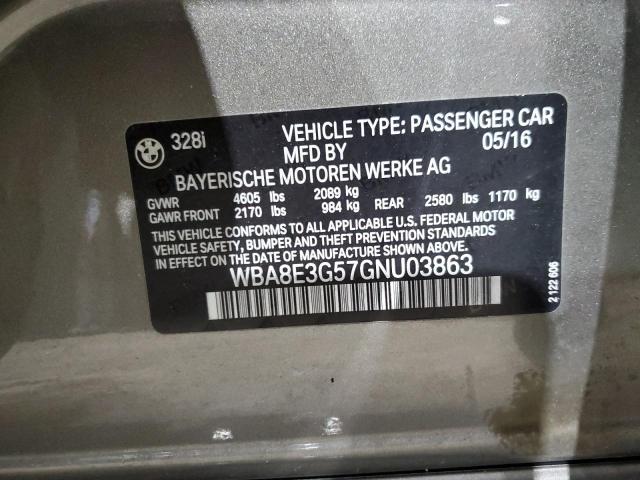 BMW
328i VEHICLE TYPE: PASSENGER CAR
MFD BY 05/16
BAYERISCHE MOTOREN WERKE AG
GVWR 4605 lbs 2089 kg
GAWR FRONT 2170 lbs 984 kg REAR 2580 lbs 1170 kg
THIS VEHICLE CONFORMS TO ALL APPLICABLE U.S. FEDERAL MOTOR
VEHICLE SAFETY, BUMPER AND THEFT PREVENTION STANDARDS
IN EFFECT ON THE DATE OF MANUFACTURE SHOWN ABOVE.
WBA8E3G57GNU03863
2 122 606